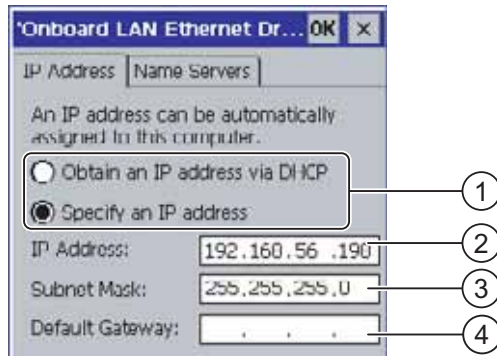 'Onboard LAN Ethernet Dr... OK ×
IP Address Name Servers
An IP address can be automatically
assigned to this computer.
Obtain an IP address via DHCP
1
Specify an IP address
IP Address: 192.160.56 .190
2
Subnet Mask: 255.255.255.0
3
Default Gateway: . . .
4